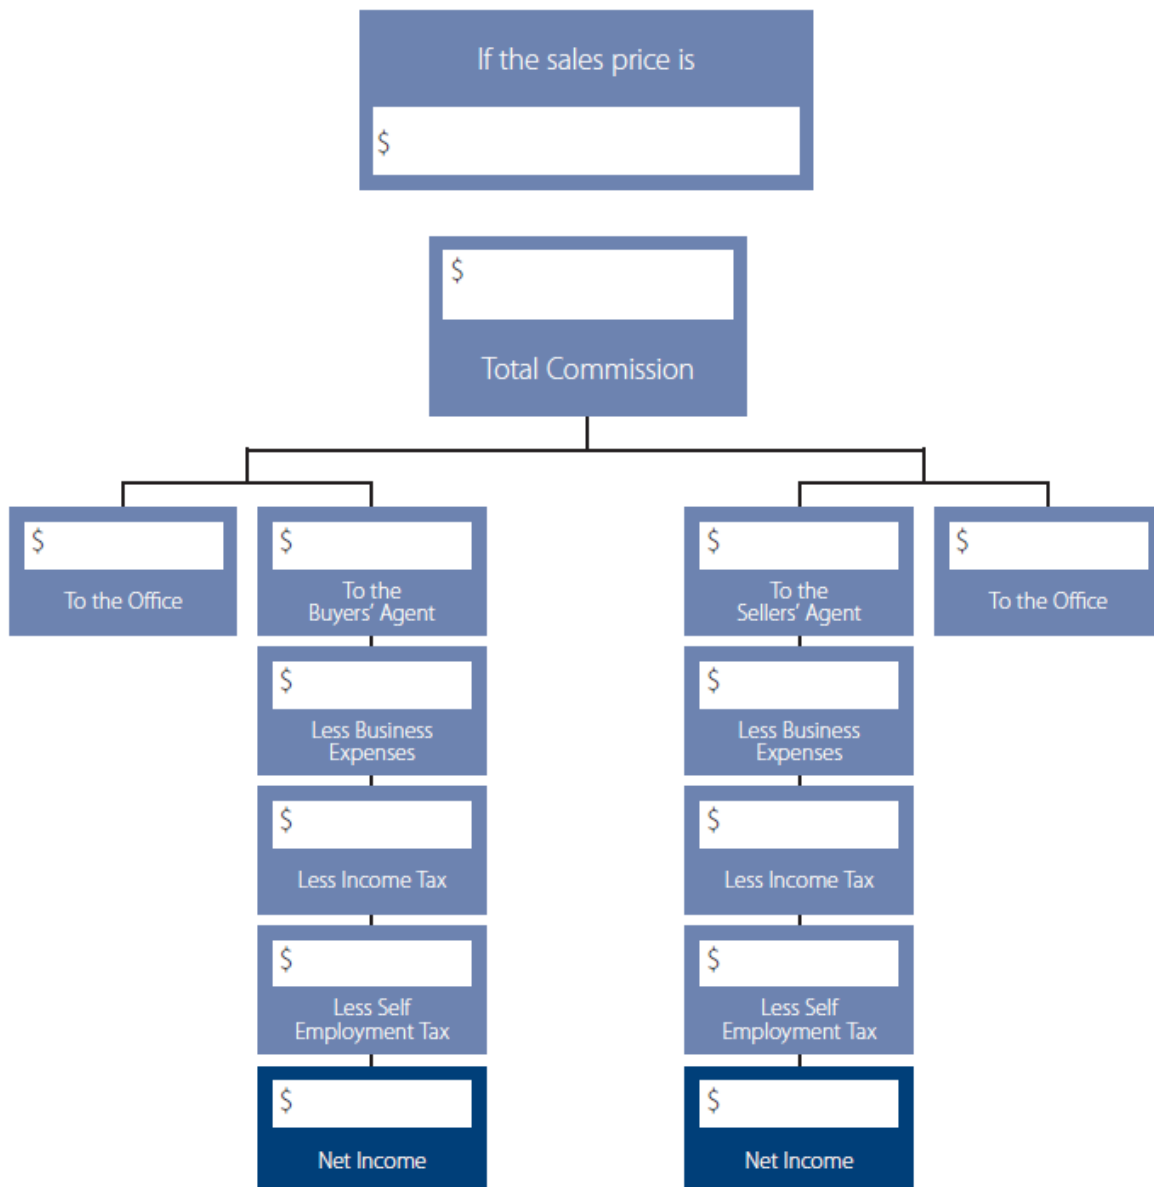 If the sales price is
$
$
Total Commission
$
To the Office
$
To the
Buyers’ Agent
$
To the
Sellers’ Agent
$
To the Office
$
Less Business
Expenses
$
Less Business
Expenses
$
Less Income Tax
$
Less Income Tax
$
Less Self
Employment Tax
$
Less Self
Employment Tax
$
Net Income
$
Net Income